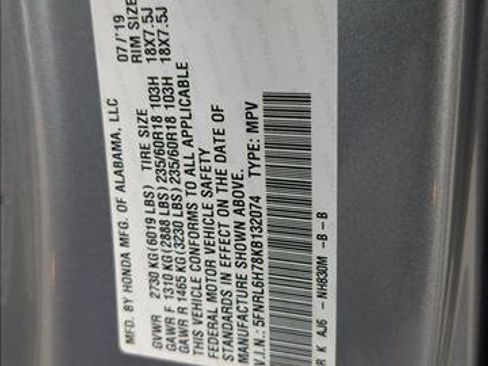 MFD. BY HONDA MFG. OF ALABAMA, LLC 07/'19
GVWR 2730 KG(6019 LBS) TIRE SIZE RIM SIZE
GAWR F 1310 KG(2888 LBS) 235/60R18 103H 18X7.5J
GAWR R 1465 KG(3230 LBS) 235/60R18 103H 18X7.5J
THIS VEHICLE CONFORMS TO ALL APPLICABLE
FEDERAL MOTOR VEHICLE SAFETY
STANDARDS IN EFFECT ON THE DATE OF
MANUFACTURE SHOWN ABOVE.
V.I.N.: 5FNRL6H78KB132074 TYPE: MPV
R K AJ6 - NH830M -B -B